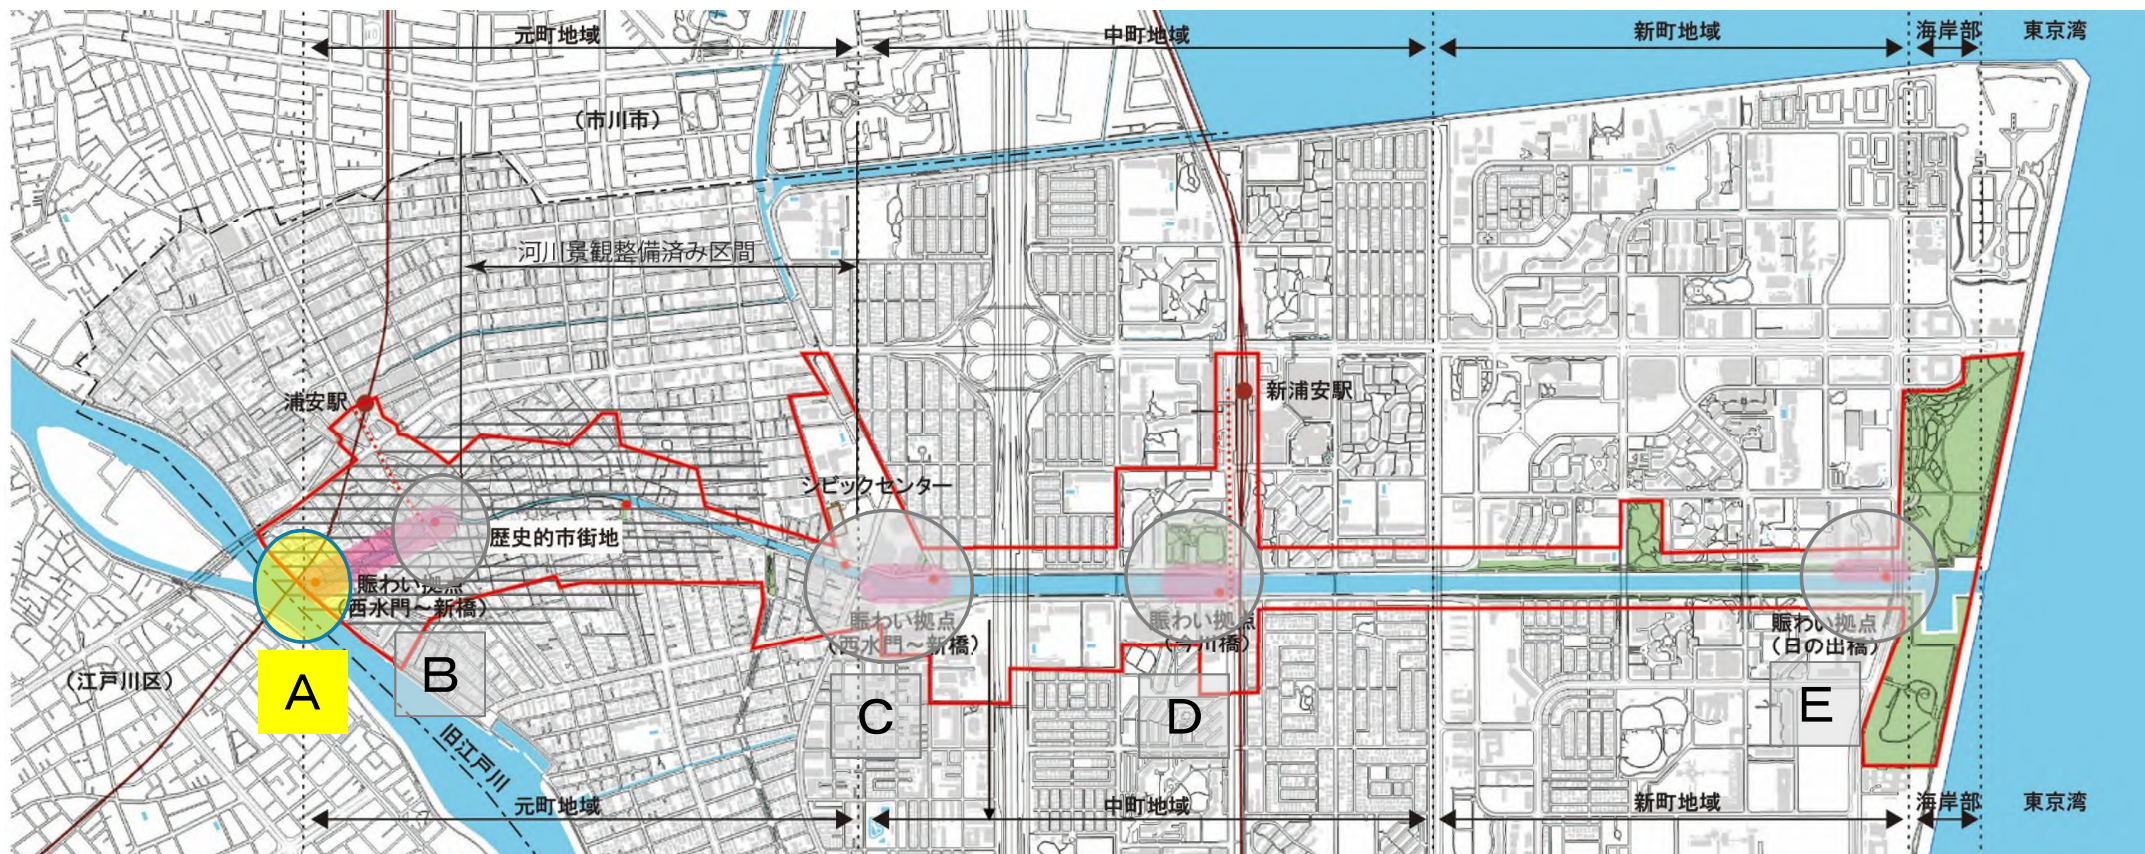 元町地域
中町地域
新町地域
海岸部
東京湾
（市川市）
河川景観整備済み区間
浦安駅
新浦安駅
シビックセンター
歴史的市街地
賑わい拠点
（西水門～新橋）
賑わい拠点
（西水門～新橋）
賑わい拠点
（今川橋）
賑わい拠点
（日の出橋）
A
B
C
D
E
（江戸川区）
旧江戸川
元町地域
中町地域
新町地域
海岸部
東京湾